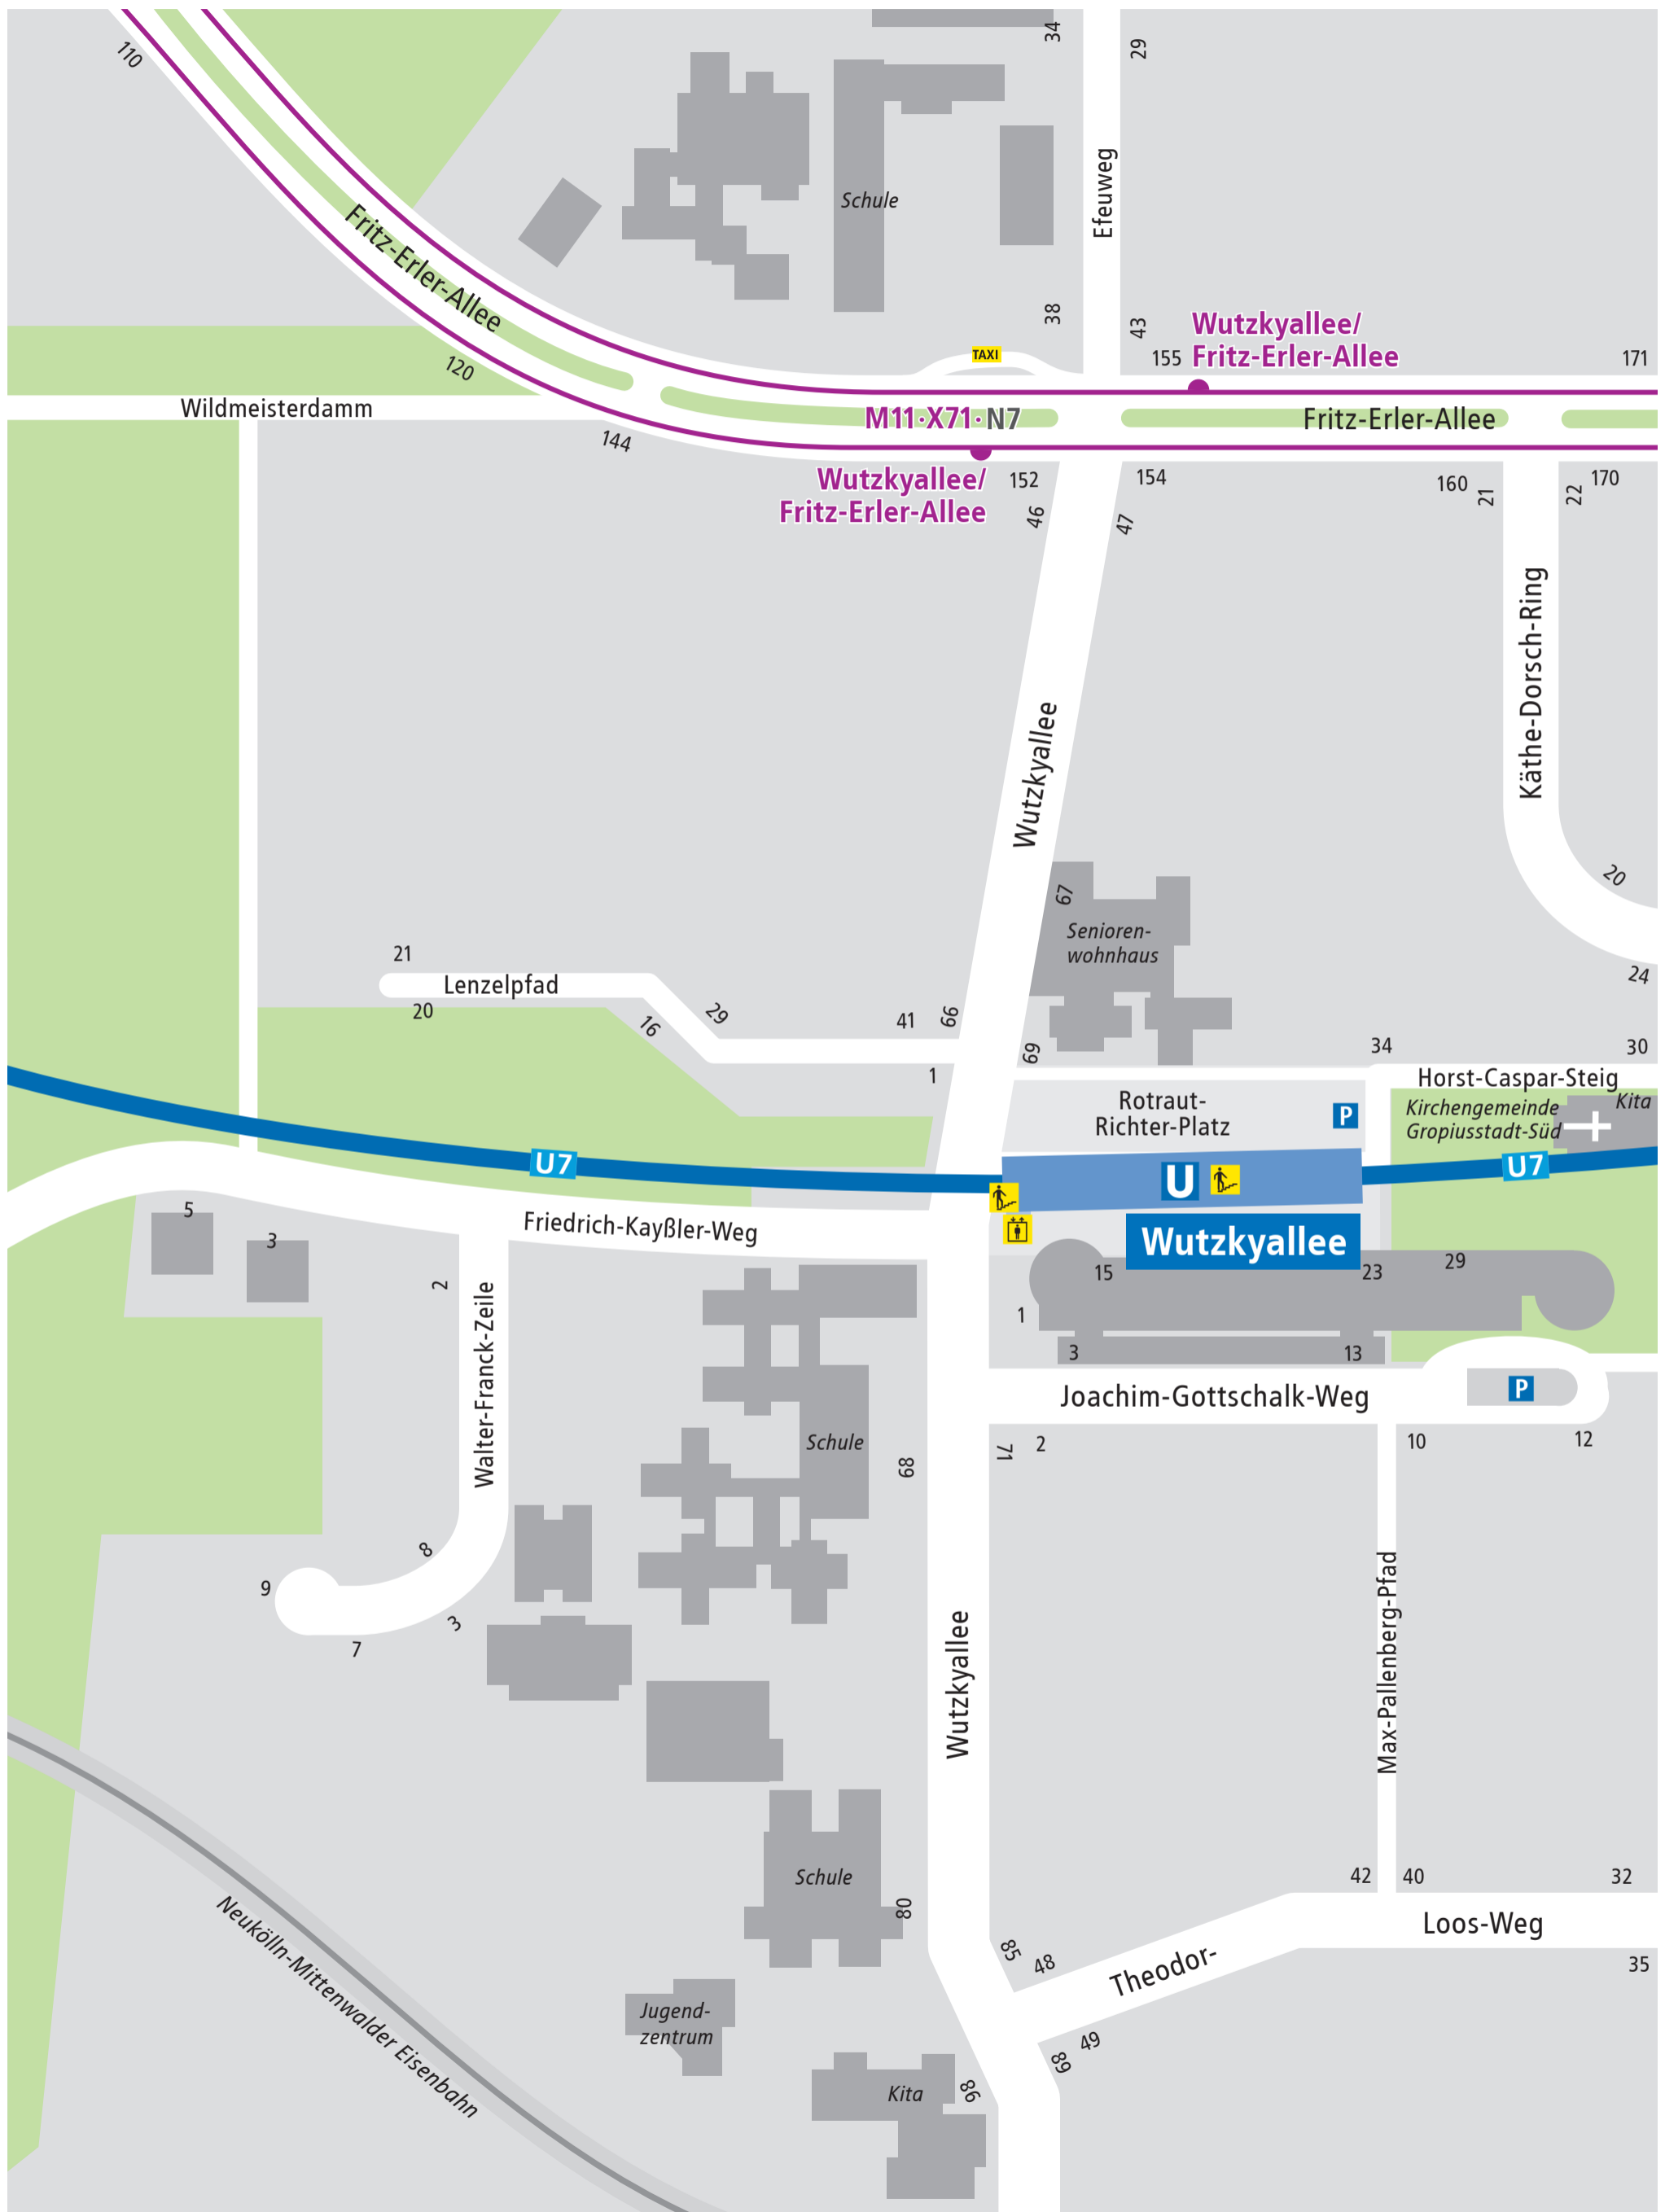 110
34
29
Schule
Efeuweg
Fritz-Erler-Allee
38
43
Wutzkyallee/
Fritz-Erler-Allee
TAXI
155
171
120
Wildmeisterdamm
M11·X71·N7
Fritz-Erler-Allee
144
Wutzkyallee/
Fritz-Erler-Allee
152
154
160
170
46
47
21
22
Käthe-Dorsch-Ring
Wutzkyallee
67
20
Senioren-
wohnhaus
21
24
Lenzelpfad
20
16
29
41
66
69
34
30
1
Horst-Caspar-Steig
Rotraut-
Richter-Platz
P
Kirchengemeinde
Gropiusstadt-Süd
Kita
U7
U
U7
5
3
Friedrich-Kayßler-Weg
Wutzkyallee
2
15
23
29
1
3
13
Walter-Franck-Zeile
Joachim-Gottschalk-Weg
P
Schule
68
71
2
10
12
8
9
3
7
Wutzkyallee
Max-Pallenberg-Pfad
Schule
80
42
40
32
Loos-Weg
85
48
Theodor-
35
Neukölln-Mittenwalder Eisenbahn
Jugend-
zentrum
49
89
Kita
86